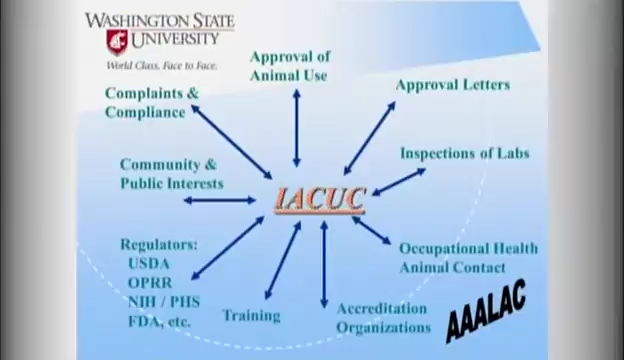 WASHINGTON STATE
UNIVERSITY
World Class. Face to Face.
Approval of
Animal Use
Complaints &
Compliance
Approval Letters
Community &
Public Interests
Inspections of Labs
IACUC
Regulators:
USDA
OPRR
NIH / PHS
FDA, etc.
Training
Accreditation
Organizations
Occupational Health
Animal Contact
AAALAC